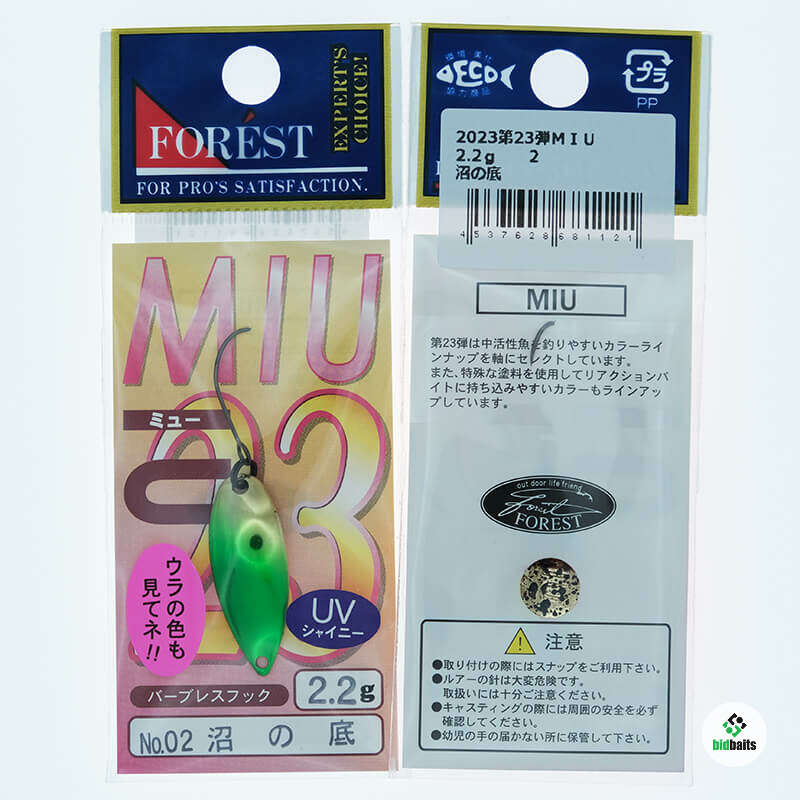 FORÉST
EXPERT'S
CHOICE!
FOR PRO'S SATISFACTION.
MIU
ミュー
23
ウラの色も
見てネ!!
UV
シャイニー
バーブレスフック
2.2g
No.02 沼の底
ECO
プラ
PP
2023第23弾MIU
2.2g 2
沼の底
4537628681121
MIU
第23弾は中活性魚を釣りやすいカラーライ
ンナップを軸にセレクトしています。
また、特殊な塗料を使用してリアクションバ
イトに持ち込みやすいカラーもラインアッ
プしています。
out door life friend
Forest
FOREST
注意
●取り付けの際にはスナップをご利用下さい。
●ルアーの針は大変危険です。
取扱いには十分ご注意ください。
●キャスティングの際には周囲の安全を必ず
確認してください。
●幼児の手の届かない所に保管して下さい。
bidbaits